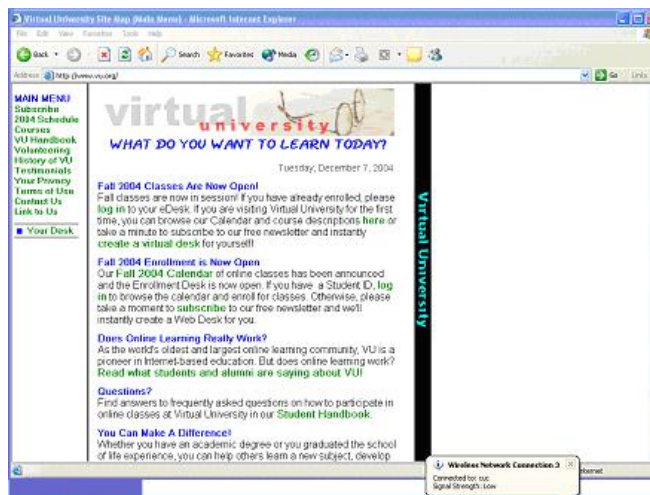 Virtual University Site Map (Main Menu) - Microsoft Internet Explorer
File Edit View Favorites Tools Help
Back Search Favorites Media
Address http://www.vu.org/ Go Links
MAIN MENU
Subscribe
2004 Schedule
Courses
VU Handbook
Volunteering
History of VU
Testimonials
Your Privacy
Terms of Use
Contact Us
Link to Us
Your Desk
virtual
university
WHAT DO YOU WANT TO LEARN TODAY?
Tuesday, December 7, 2004
Fall 2004 Classes Are Now Open!
Fall classes are now in session! If you have already enrolled, please
log in to your eDesk. If you are visiting Virtual University for the first
time, you can browse our Calendar and course descriptions here or
take a minute to subscribe to our free newsletter and instantly
create a virtual desk for yourself!
Fall 2004 Enrollment is Now Open
Our Fall 2004 Calendar of online classes has been announced
and the Enrollment Desk is now open. If you have a Student ID, log
in to browse the calendar and enroll for classes. Otherwise, please
take a moment to subscribe to our free newsletter and we'll
instantly create a Web Desk for you.
Does Online Learning Really Work?
As the world's oldest and largest online learning community, VU is a
pioneer in Internet-based education. But does online learning work?
Read what students and alumni are saying about VU!
Questions?
Find answers to frequently asked questions on how to participate in
online classes at Virtual University in our Student Handbook.
You Can Make A Difference!
Whether you have an academic degree or you graduated the school
of life experience, you can help others learn a new subject, develop
Virtual University
Wireless Network Connection 3
Connected to: suc
Signal Strength: Low